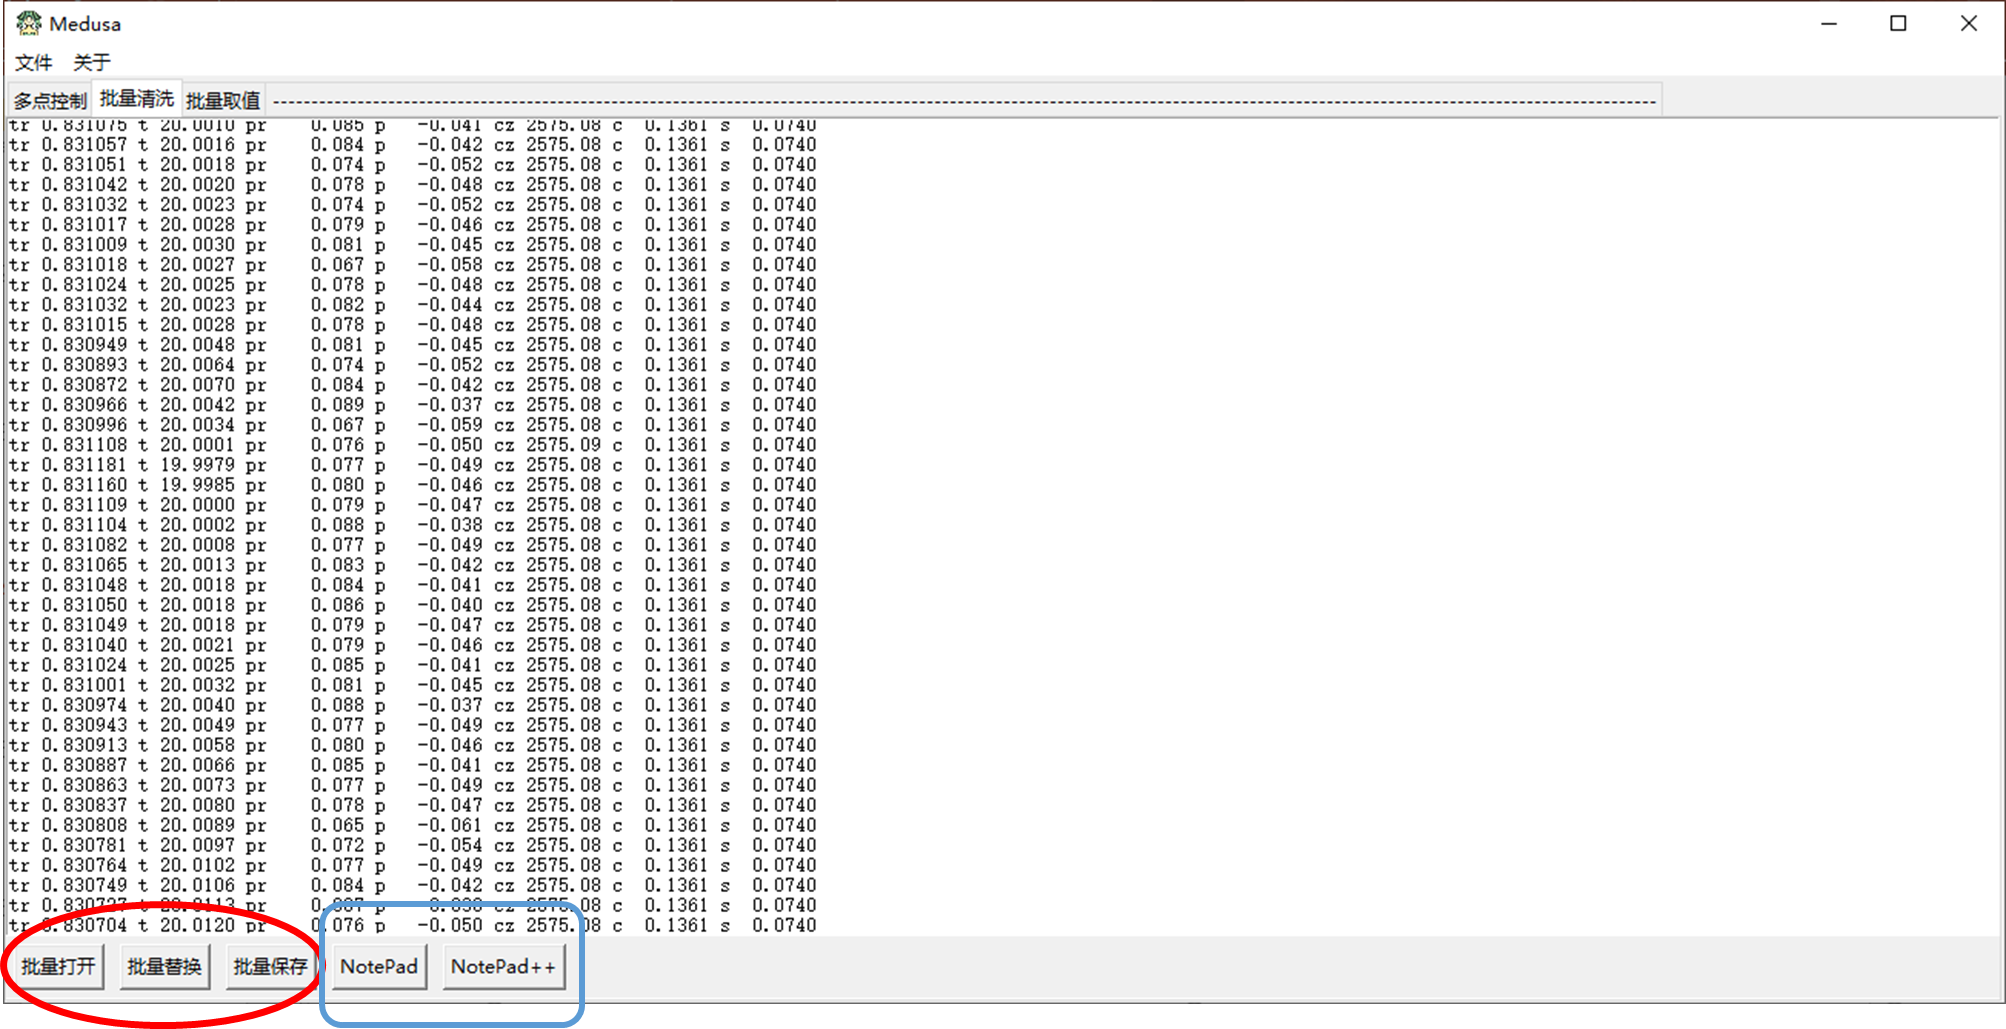 Medusa
文件 关于
多点控制 批量清洗 批量取值 ------------------------------------------------------------
tr 0.831075 t 20.0010 pr 0.085 p -0.041 cz 2575.08 c 0.1361 s 0.0740
tr 0.831057 t 20.0016 pr 0.084 p -0.042 cz 2575.08 c 0.1361 s 0.0740
tr 0.831051 t 20.0018 pr 0.074 p -0.052 cz 2575.08 c 0.1361 s 0.0740
tr 0.831042 t 20.0020 pr 0.078 p -0.048 cz 2575.08 c 0.1361 s 0.0740
tr 0.831032 t 20.0023 pr 0.074 p -0.052 cz 2575.08 c 0.1361 s 0.0740
tr 0.831017 t 20.0028 pr 0.079 p -0.046 cz 2575.08 c 0.1361 s 0.0740
tr 0.831009 t 20.0030 pr 0.081 p -0.045 cz 2575.08 c 0.1361 s 0.0740
tr 0.831018 t 20.0027 pr 0.067 p -0.058 cz 2575.08 c 0.1361 s 0.0740
tr 0.831024 t 20.0025 pr 0.078 p -0.048 cz 2575.08 c 0.1361 s 0.0740
tr 0.831032 t 20.0023 pr 0.082 p -0.044 cz 2575.08 c 0.1361 s 0.0740
tr 0.831015 t 20.0028 pr 0.078 p -0.048 cz 2575.08 c 0.1361 s 0.0740
tr 0.830949 t 20.0048 pr 0.081 p -0.045 cz 2575.08 c 0.1361 s 0.0740
tr 0.830893 t 20.0064 pr 0.074 p -0.052 cz 2575.08 c 0.1361 s 0.0740
tr 0.830872 t 20.0070 pr 0.084 p -0.042 cz 2575.08 c 0.1361 s 0.0740
tr 0.830966 t 20.0042 pr 0.089 p -0.037 cz 2575.08 c 0.1361 s 0.0740
tr 0.830996 t 20.0034 pr 0.067 p -0.059 cz 2575.08 c 0.1361 s 0.0740
tr 0.831108 t 20.0001 pr 0.076 p -0.050 cz 2575.09 c 0.1361 s 0.0740
tr 0.831181 t 19.9979 pr 0.077 p -0.049 cz 2575.08 c 0.1361 s 0.0740
tr 0.831160 t 19.9985 pr 0.080 p -0.046 cz 2575.08 c 0.1361 s 0.0740
tr 0.831109 t 20.0000 pr 0.079 p -0.047 cz 2575.08 c 0.1361 s 0.0740
tr 0.831104 t 20.0002 pr 0.088 p -0.038 cz 2575.08 c 0.1361 s 0.0740
tr 0.831082 t 20.0008 pr 0.077 p -0.049 cz 2575.08 c 0.1361 s 0.0740
tr 0.831065 t 20.0013 pr 0.083 p -0.042 cz 2575.08 c 0.1361 s 0.0740
tr 0.831048 t 20.0018 pr 0.084 p -0.041 cz 2575.08 c 0.1361 s 0.0740
tr 0.831050 t 20.0018 pr 0.086 p -0.040 cz 2575.08 c 0.1361 s 0.0740
tr 0.831049 t 20.0018 pr 0.079 p -0.047 cz 2575.08 c 0.1361 s 0.0740
tr 0.831040 t 20.0021 pr 0.079 p -0.046 cz 2575.08 c 0.1361 s 0.0740
tr 0.831024 t 20.0025 pr 0.085 p -0.041 cz 2575.08 c 0.1361 s 0.0740
tr 0.831001 t 20.0032 pr 0.081 p -0.045 cz 2575.08 c 0.1361 s 0.0740
tr 0.830974 t 20.0040 pr 0.088 p -0.037 cz 2575.08 c 0.1361 s 0.0740
tr 0.830943 t 20.0049 pr 0.077 p -0.049 cz 2575.08 c 0.1361 s 0.0740
tr 0.830913 t 20.0058 pr 0.080 p -0.046 cz 2575.08 c 0.1361 s 0.0740
tr 0.830887 t 20.0066 pr 0.085 p -0.041 cz 2575.08 c 0.1361 s 0.0740
tr 0.830863 t 20.0073 pr 0.077 p -0.049 cz 2575.08 c 0.1361 s 0.0740
tr 0.830837 t 20.0080 pr 0.078 p -0.047 cz 2575.08 c 0.1361 s 0.0740
tr 0.830808 t 20.0089 pr 0.065 p -0.061 cz 2575.08 c 0.1361 s 0.0740
tr 0.830781 t 20.0097 pr 0.072 p -0.054 cz 2575.08 c 0.1361 s 0.0740
tr 0.830764 t 20.0102 pr 0.077 p -0.049 cz 2575.08 c 0.1361 s 0.0740
tr 0.830749 t 20.0106 pr 0.084 p -0.042 cz 2575.08 c 0.1361 s 0.0740
tr 0.830727 t 20.0113 pr 0.087 p -0.038 cz 2575.08 c 0.1361 s 0.0740
tr 0.830704 t 20.0120 pr 0.076 p -0.050 cz 2575.08 c 0.1361 s 0.0740
批量打开 批量替换 批量保存 NotePad NotePad++